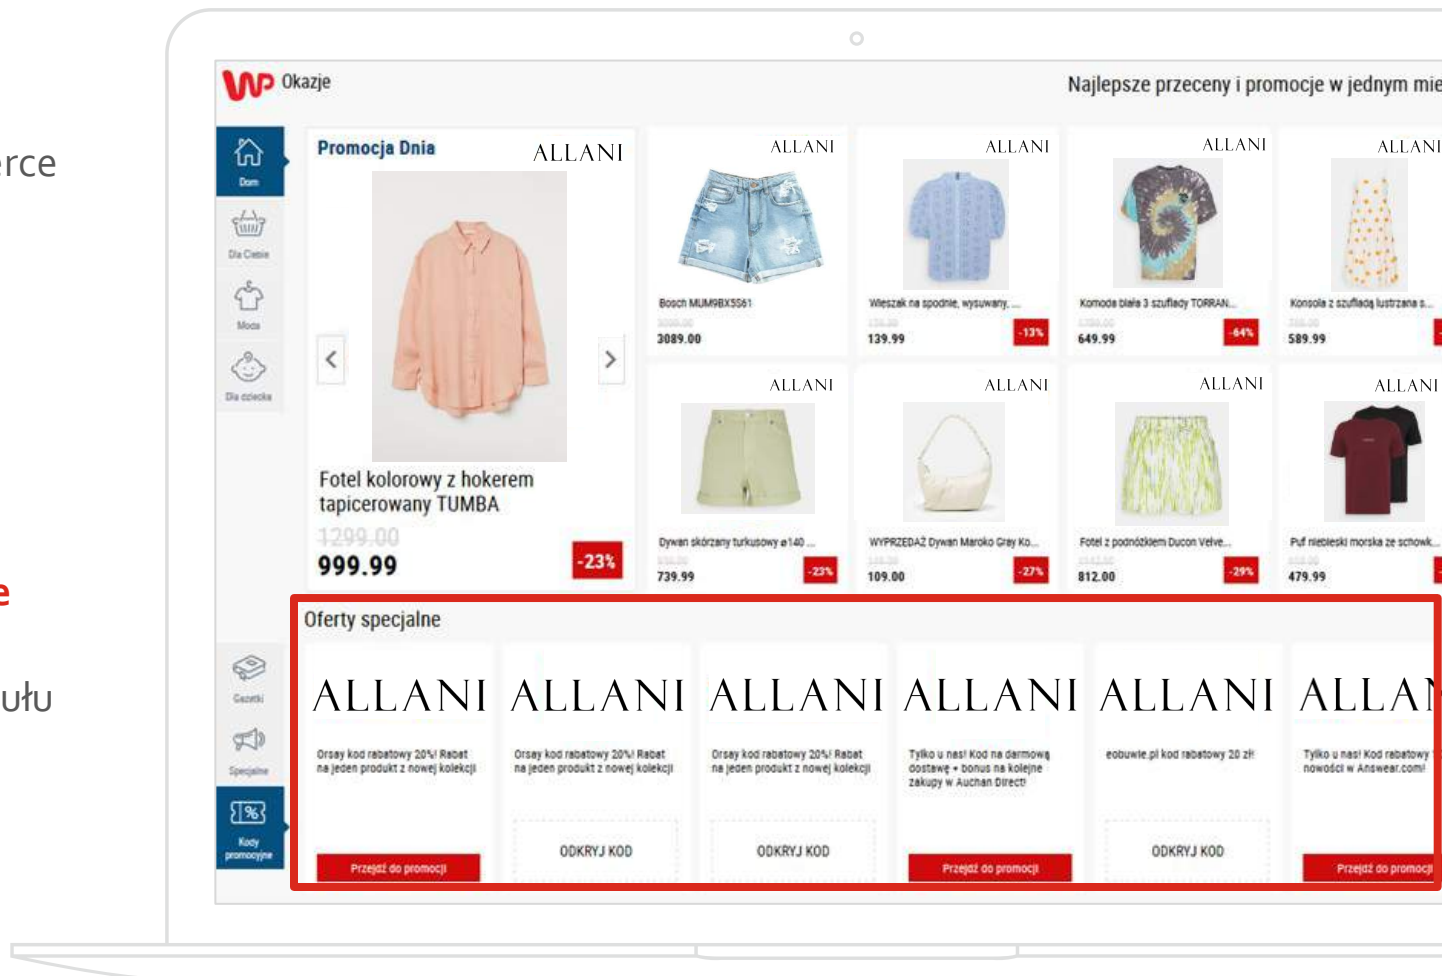 erce
e
ułu
WP Okazje
Najlepsze przeceny i promocje w jednym mie
Dom
Dla Ciebie
Moda
Dla dziecka
Promocja Dnia
ALLANI
Fotel kolorowy z hokerem
tapicerowany TUMBA
1299.00
999.99
-23%
ALLANI
Bosch MUM9BX5S61
3089.00
ALLANI
Wieszak na spodnie, wysuwany, ...
139.99
-13%
ALLANI
Komoda biała 3 szuflady TORRAN...
649.99
-64%
ALLANI
Konsola z szufladą lustrzana s...
589.99
ALLANI
Dywan skórzany turkusowy ø140 ...
739.99
-23%
ALLANI
WYPRZEDAŻ Dywan Maroko Gray Ko...
109.00
-27%
ALLANI
Fotel z podnóżkiem Ducon Velve...
812.00
-29%
ALLANI
Puf niebieski morska ze schowk...
479.99
Oferty specjalne
Gazetki
Specjalne
Kody
promocyjne
ALLANI
Orsay kod rabatowy 20%! Rabat
na jeden produkt z nowej kolekcji
Przejdź do promocji
ALLANI
Orsay kod rabatowy 20%! Rabat
na jeden produkt z nowej kolekcji
ODKRYJ KOD
ALLANI
Orsay kod rabatowy 20%! Rabat
na jeden produkt z nowej kolekcji
ODKRYJ KOD
ALLANI
Tylko u nas! Kod na darmową
dostawę + bonus na kolejne
zakupy w Auchan Direct!
Przejdź do promocji
ALLANI
eobuwie.pl kod rabatowy 20 zł!
ODKRYJ KOD
ALLAN
Tylko u nas! Kod rabatowy
nowości w Answear.com!
Przejdź do promocji